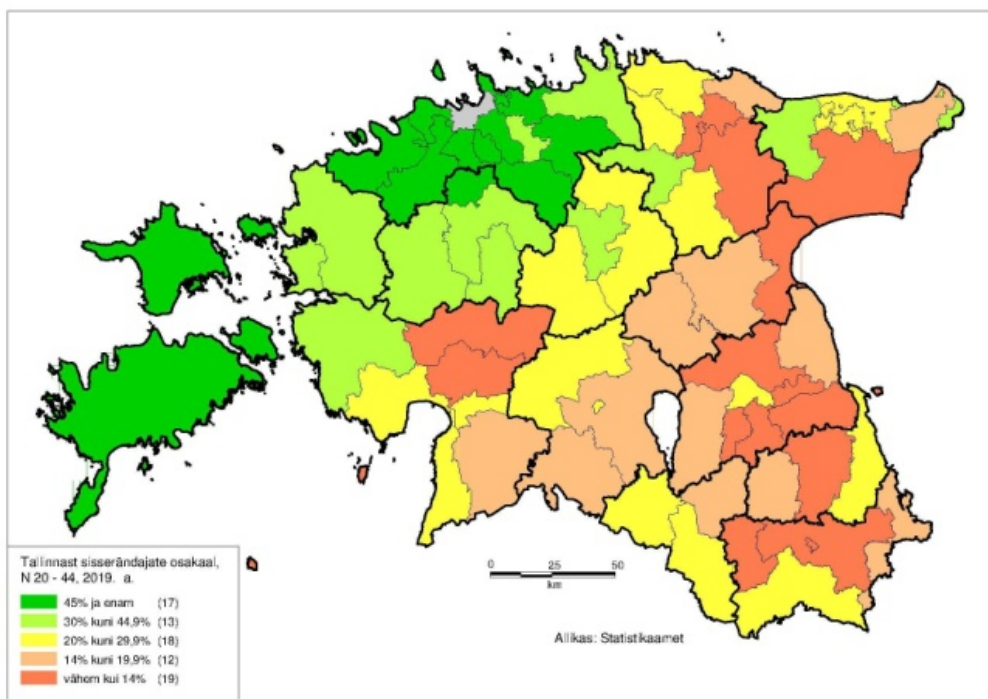 Tallinnast sisserändajate osakaal,
N 20 - 44, 2019. a.
45% ja enam (17)
30% kuni 44,9% (13)
20% kuni 29,9% (18)
14% kuni 19,9% (12)
vähem kui 14% (19)
0 25 50
km
Allikas: Statistikaamet